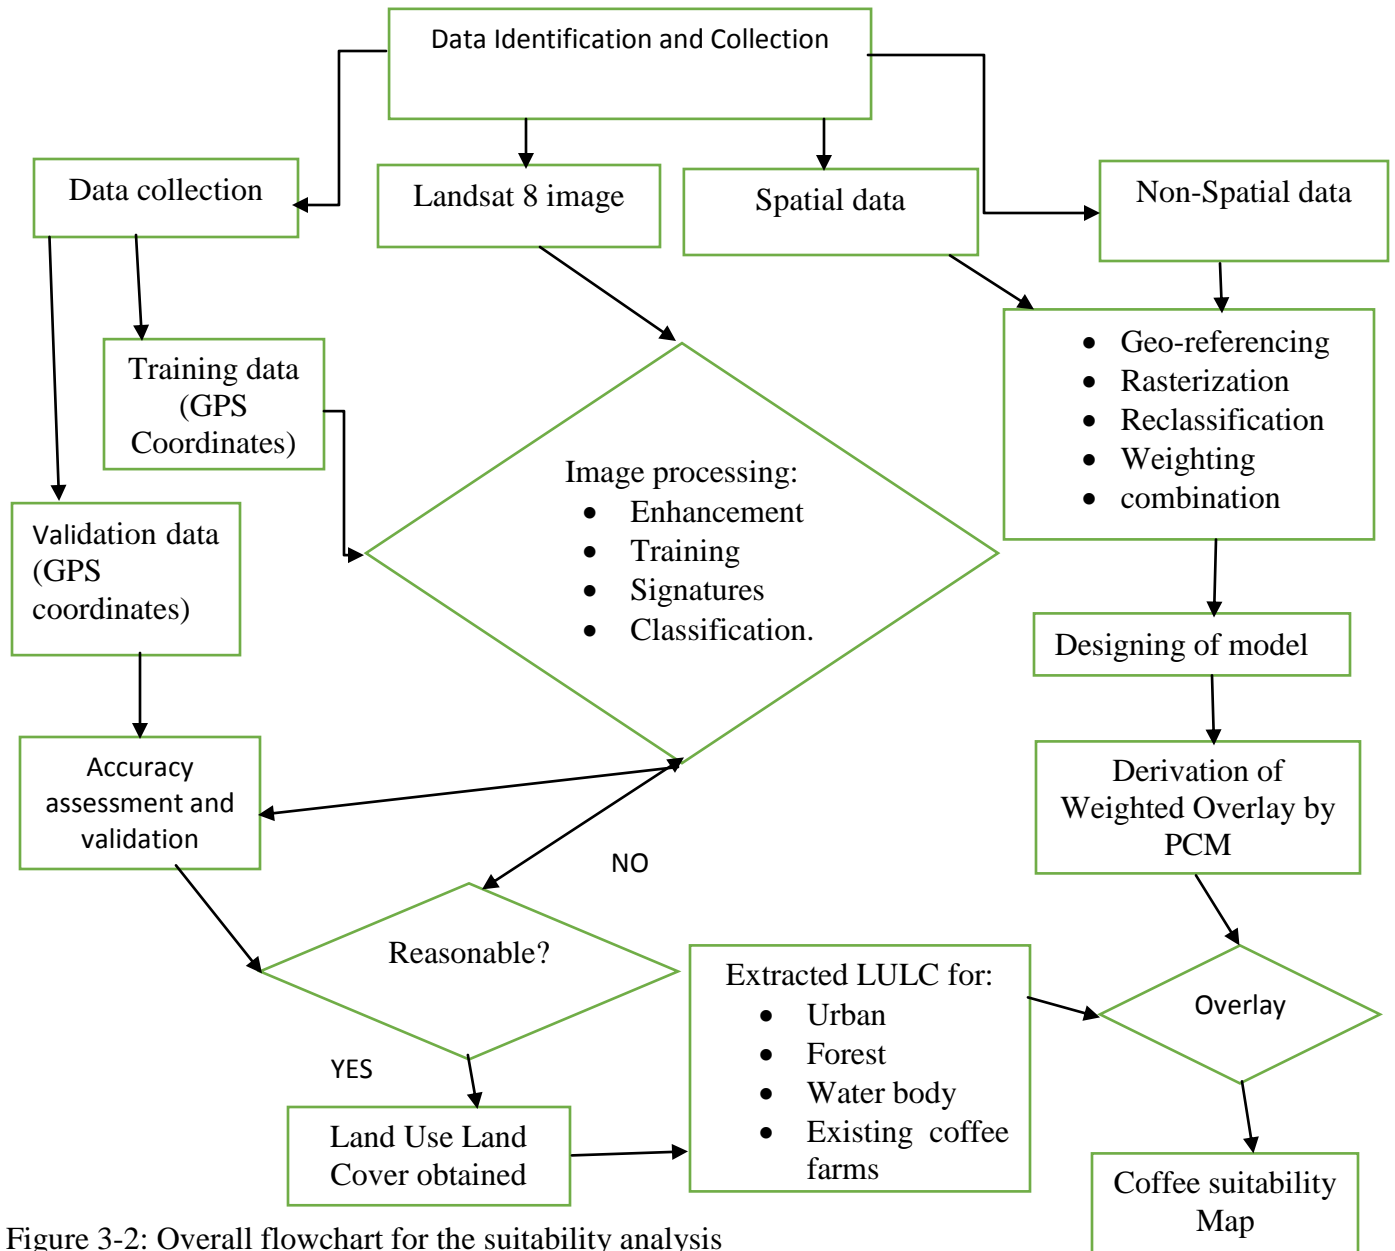 Data Identification and Collection
Data collection
Landsat 8 image
Spatial data
Non-Spatial data
Training data
(GPS
Coordinates)
• Geo-referencing
• Rasterization
• Reclassification
• Weighting
• combination
Image processing:
• Enhancement
• Training
• Signatures
• Classification.
Validation data
(GPS
coordinates)
Designing of model
Accuracy
assessment and
validation
Derivation of
Weighted Overlay by
PCM
NO
Reasonable?
Extracted LULC for:
• Urban
• Forest
• Water body
• Existing coffee
farms
Overlay
YES
Land Use Land
Cover obtained
Coffee suitability
Map
Figure 3-2: Overall flowchart for the suitability analysis